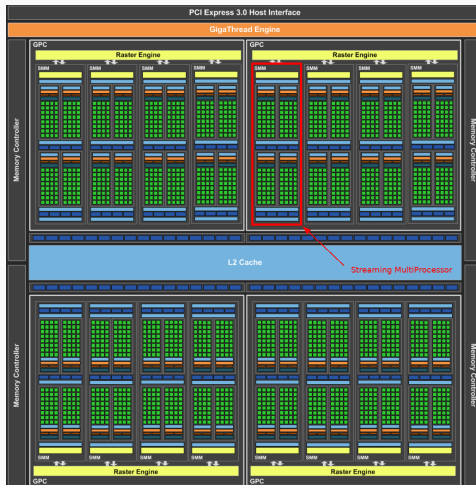 PCI Express 3.0 Host Interface
GigaThread Engine
GPC
GPC
Raster Engine
Raster Engine
SMM
SMM
SMM
SMM
SMM
SMM
SMM
SMM
Memory Controller
Memory Controller
L2 Cache
Streaming MultiProcessor
Memory Controller
Memory Controller
SMM
SMM
SMM
SMM
SMM
SMM
SMM
SMM
Raster Engine
Raster Engine
GPC
GPC